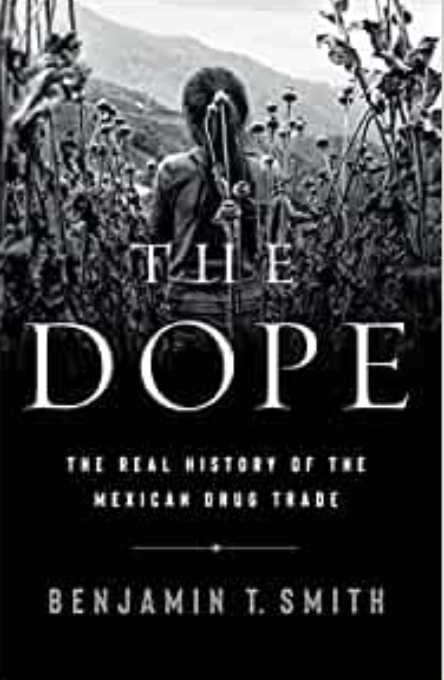 THE
DOPE
THE REAL HISTORY OF THE
MEXICAN DRUG TRADE
BENJAMIN T. SMITH